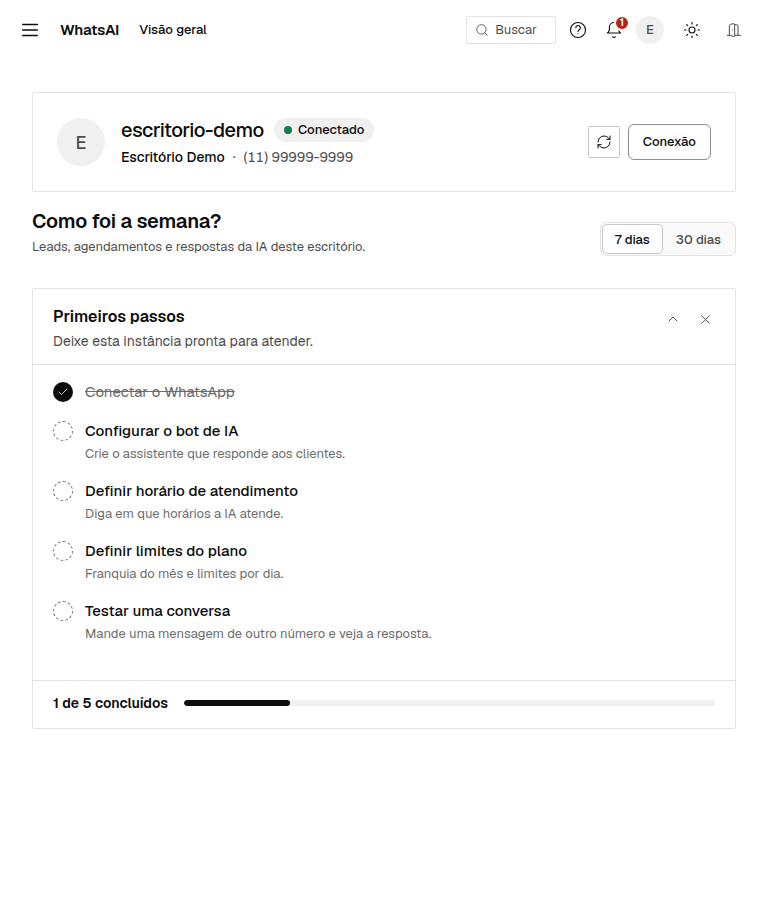 WhatsAI
Visão geral
Buscar
1
E
E
escritorio-demo
Conectado
Escritório Demo · (11) 99999-9999
Conexão
Como foi a semana?
Leads, agendamentos e respostas da IA deste escritório.
7 dias
30 dias
Primeiros passos
Deixe esta instância pronta para atender.
Conectar o WhatsApp
Configurar o bot de IA
Crie o assistente que responde aos clientes.
Definir horário de atendimento
Diga em que horários a IA atende.
Definir limites do plano
Franquia do mês e limites por dia.
Testar uma conversa
Mande uma mensagem de outro número e veja a resposta.
1 de 5 concluídos